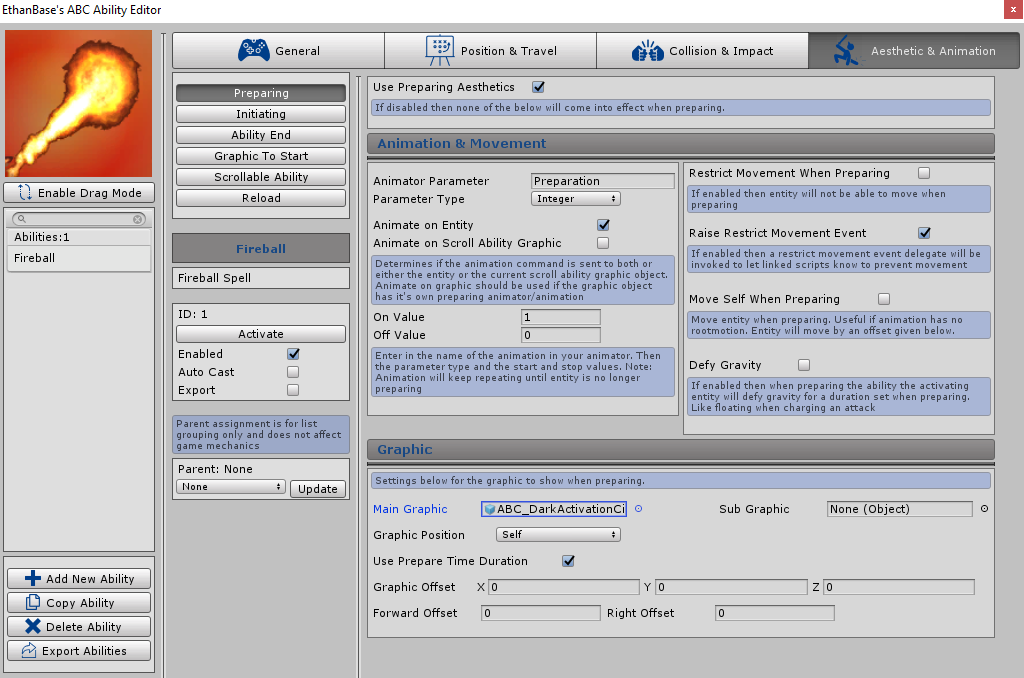 EthanBase's ABC Ability Editor
x
General
Position & Travel
Collision & Impact
Aesthetic & Animation
Enable Drag Mode
Abilities:1
Fireball
Add New Ability
Copy Ability
Delete Ability
Export Abilities
Preparing
Initiating
Ability End
Graphic To Start
Scrollable Ability
Reload
Fireball
Fireball Spell
ID: 1
Activate
Enabled
Auto Cast
Export
Parent assignment is for list
grouping only and does not affect
game mechanics
Parent: None
None
Update
Use Preparing Aesthetics
If disabled then none of the below will come into effect when preparing.
Animation & Movement
Animator Parameter
Preparation
Parameter Type
Integer
Animate on Entity
Animate on Scroll Ability Graphic
Determines if the animation command is sent to both or
either the entity or the current scroll ability graphic object.
Animate on graphic should be used if the graphic object
has it's own preparing animator/animation
On Value
1
Off Value
0
Enter in the name of the animation in your animator. Then
the parameter type and the start and stop values. Note:
Animation will keep repeating until entity is no longer
preparing
Restrict Movement When Preparing
If enabled then entity will not be able to move when
preparing
Raise Restrict Movement Event
If enabled then a restrict movement event delegate will be
invoked to let linked scripts know to prevent movement
Move Self When Preparing
Move entity when preparing. Useful if animation has no
rootmotion. Entity will move by an offset given below.
Defy Gravity
If enabled then when preparing the ability the activating
entity will defy gravity for a duration set when preparing.
Like floating when charging an attack
Graphic
Settings below for the graphic to show when preparing.
Main Graphic
ABC_DarkActivationCi
Sub Graphic
None (Object)
Graphic Position
Self
Use Prepare Time Duration
Graphic Offset
X 0
Y 0
Z 0
Forward Offset
0
Right Offset
0